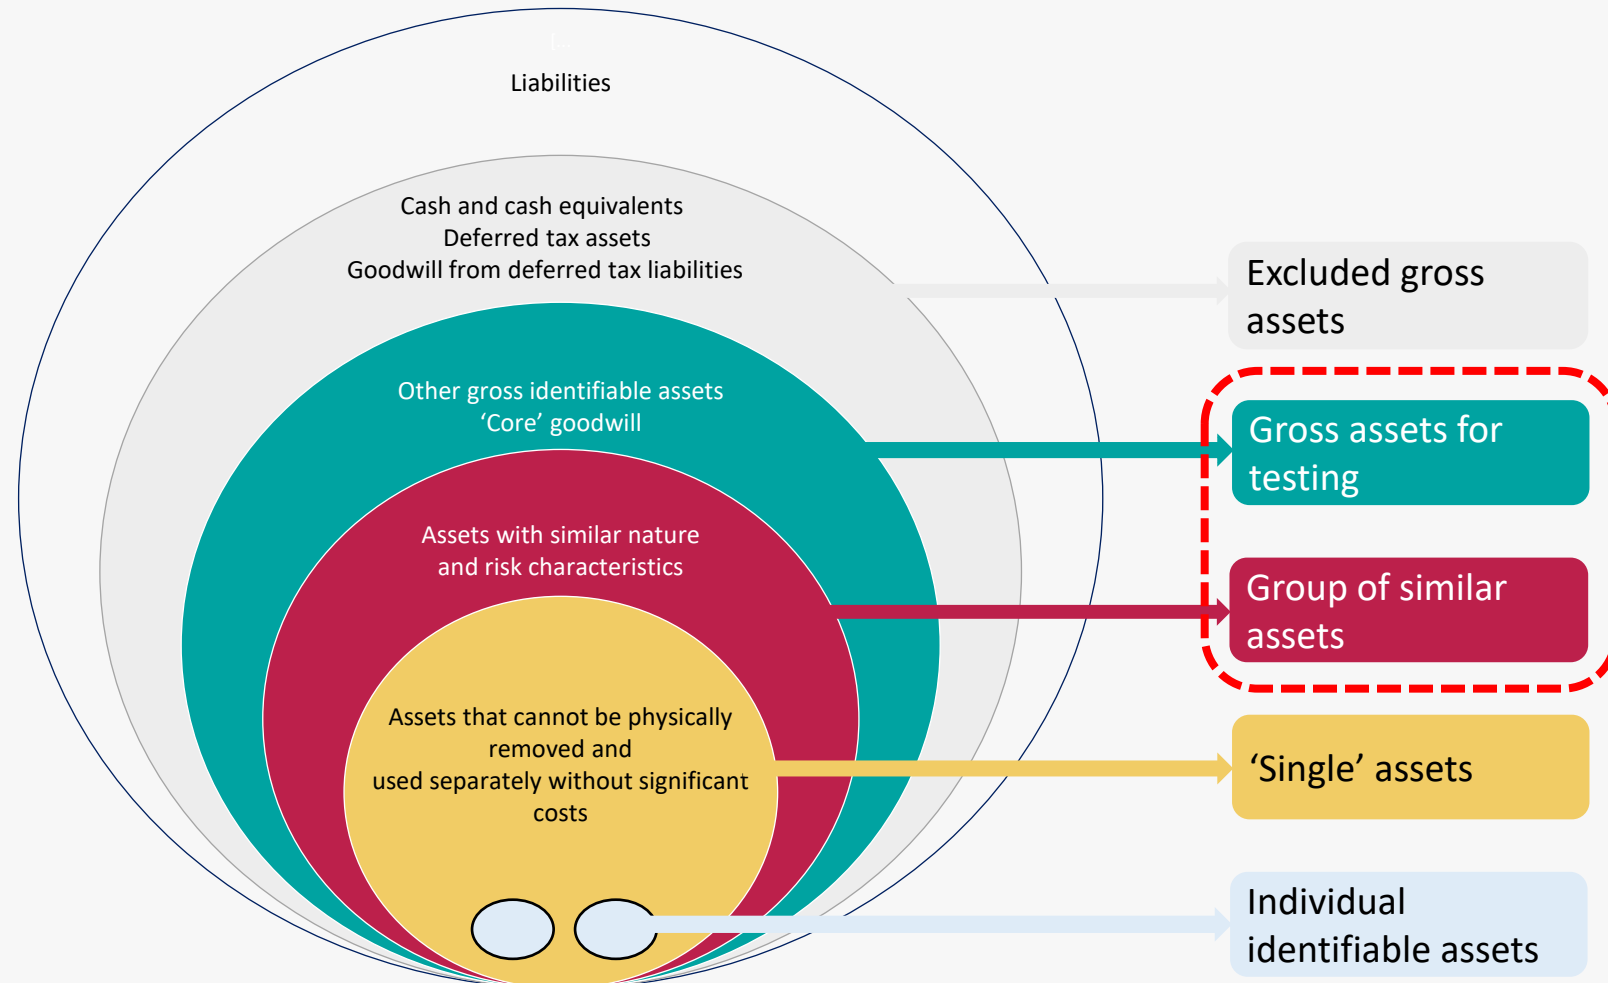 Liabilities
Cash and cash equivalents
Deferred tax assets
Goodwill from deferred tax liabilities
Excluded gross
assets
Other gross identifiable assets
‘Core’ goodwill
Gross assets for
testing
Assets with similar nature
and risk characteristics
Group of similar
assets
Assets that cannot be physically
removed and
used separately without significant
costs
‘Single’ assets
Individual
identifiable assets